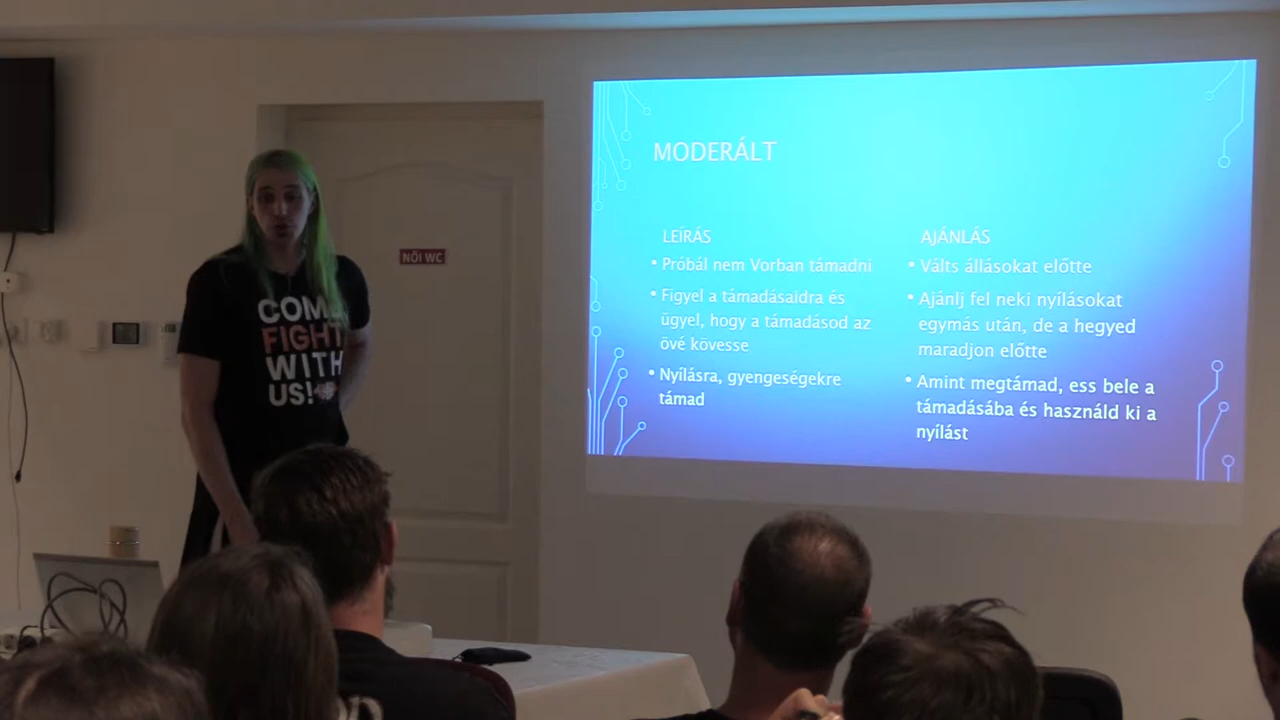 NŐI WC
COME
FIGHT
WITH
US!
MODERÁLT
LEÍRÁS
• Próbál nem Vorban támadni
• Figyel a támadásaidra és
ügyel, hogy a támadásod az
övé kövesse
• Nyílásra, gyengeségekre
támad
AJÁNLÁS
• Válts állásokat előtte
• Ajánlj fel neki nyílásokat
egymás után, de a hegyed
maradjon előtte
• Amint megtámad, ess bele a
támadásába és használd ki a
nyílást